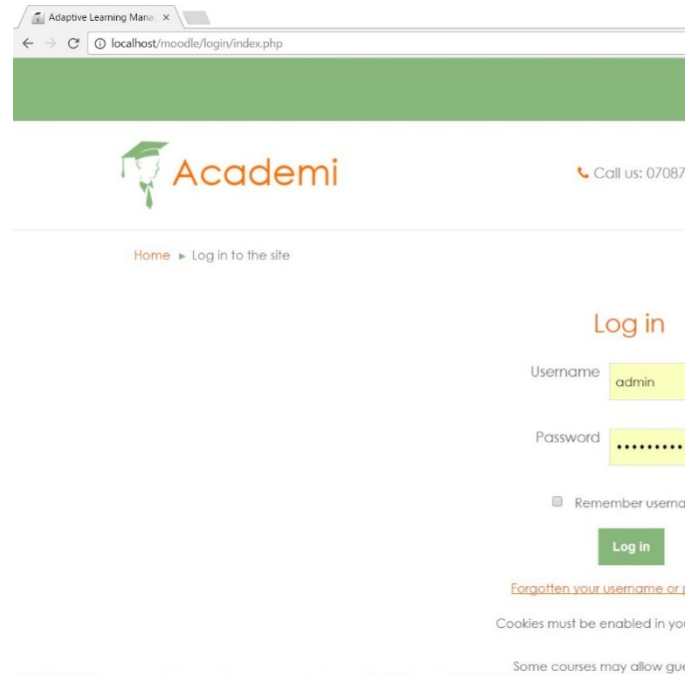 Adaptive Learning Mana
localhost/moodle/login/index.php
Academi
Call us: 07087
Home ▸ Log in to the site
Log in
Username
admin
Password
Remember userna
Log in
Forgotten your username or p
Cookies must be enabled in you
Some courses may allow gue